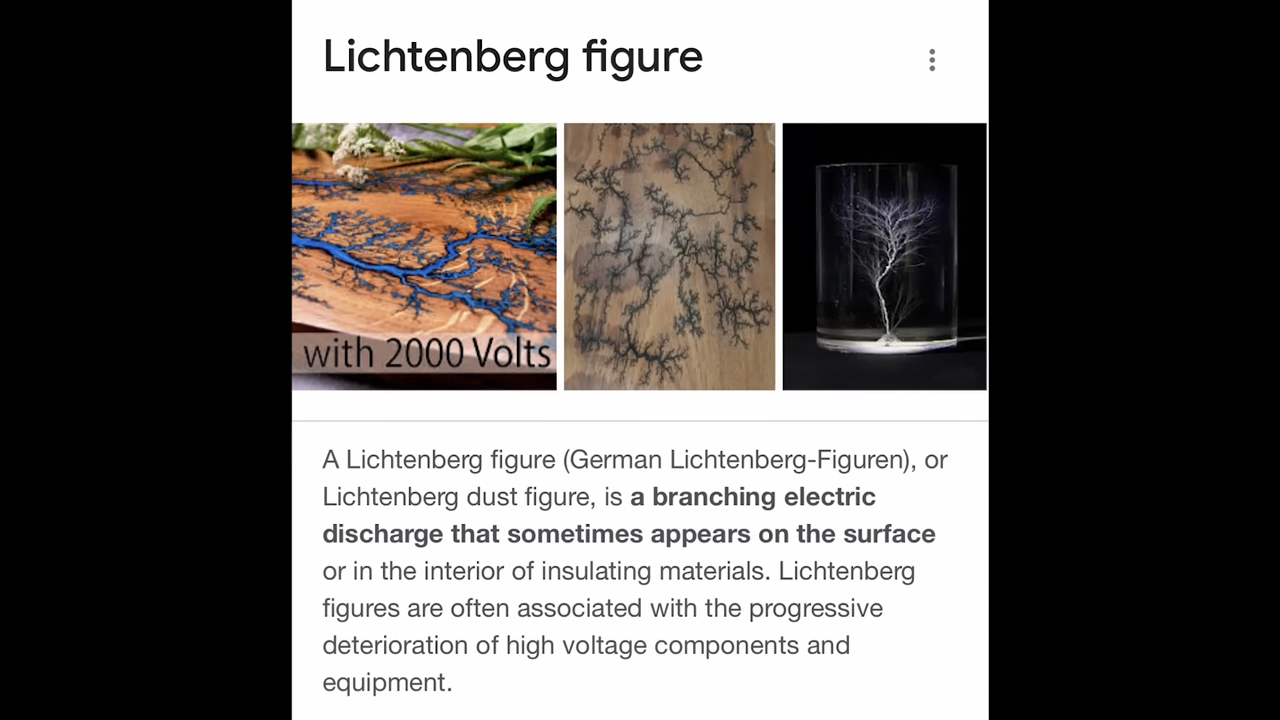 Lichtenberg figure
with 2000 Volts
A Lichtenberg figure (German Lichtenberg-Figuren), or
Lichtenberg dust figure, is a branching electric
discharge that sometimes appears on the surface
or in the interior of insulating materials. Lichtenberg
figures are often associated with the progressive
deterioration of high voltage components and
equipment.